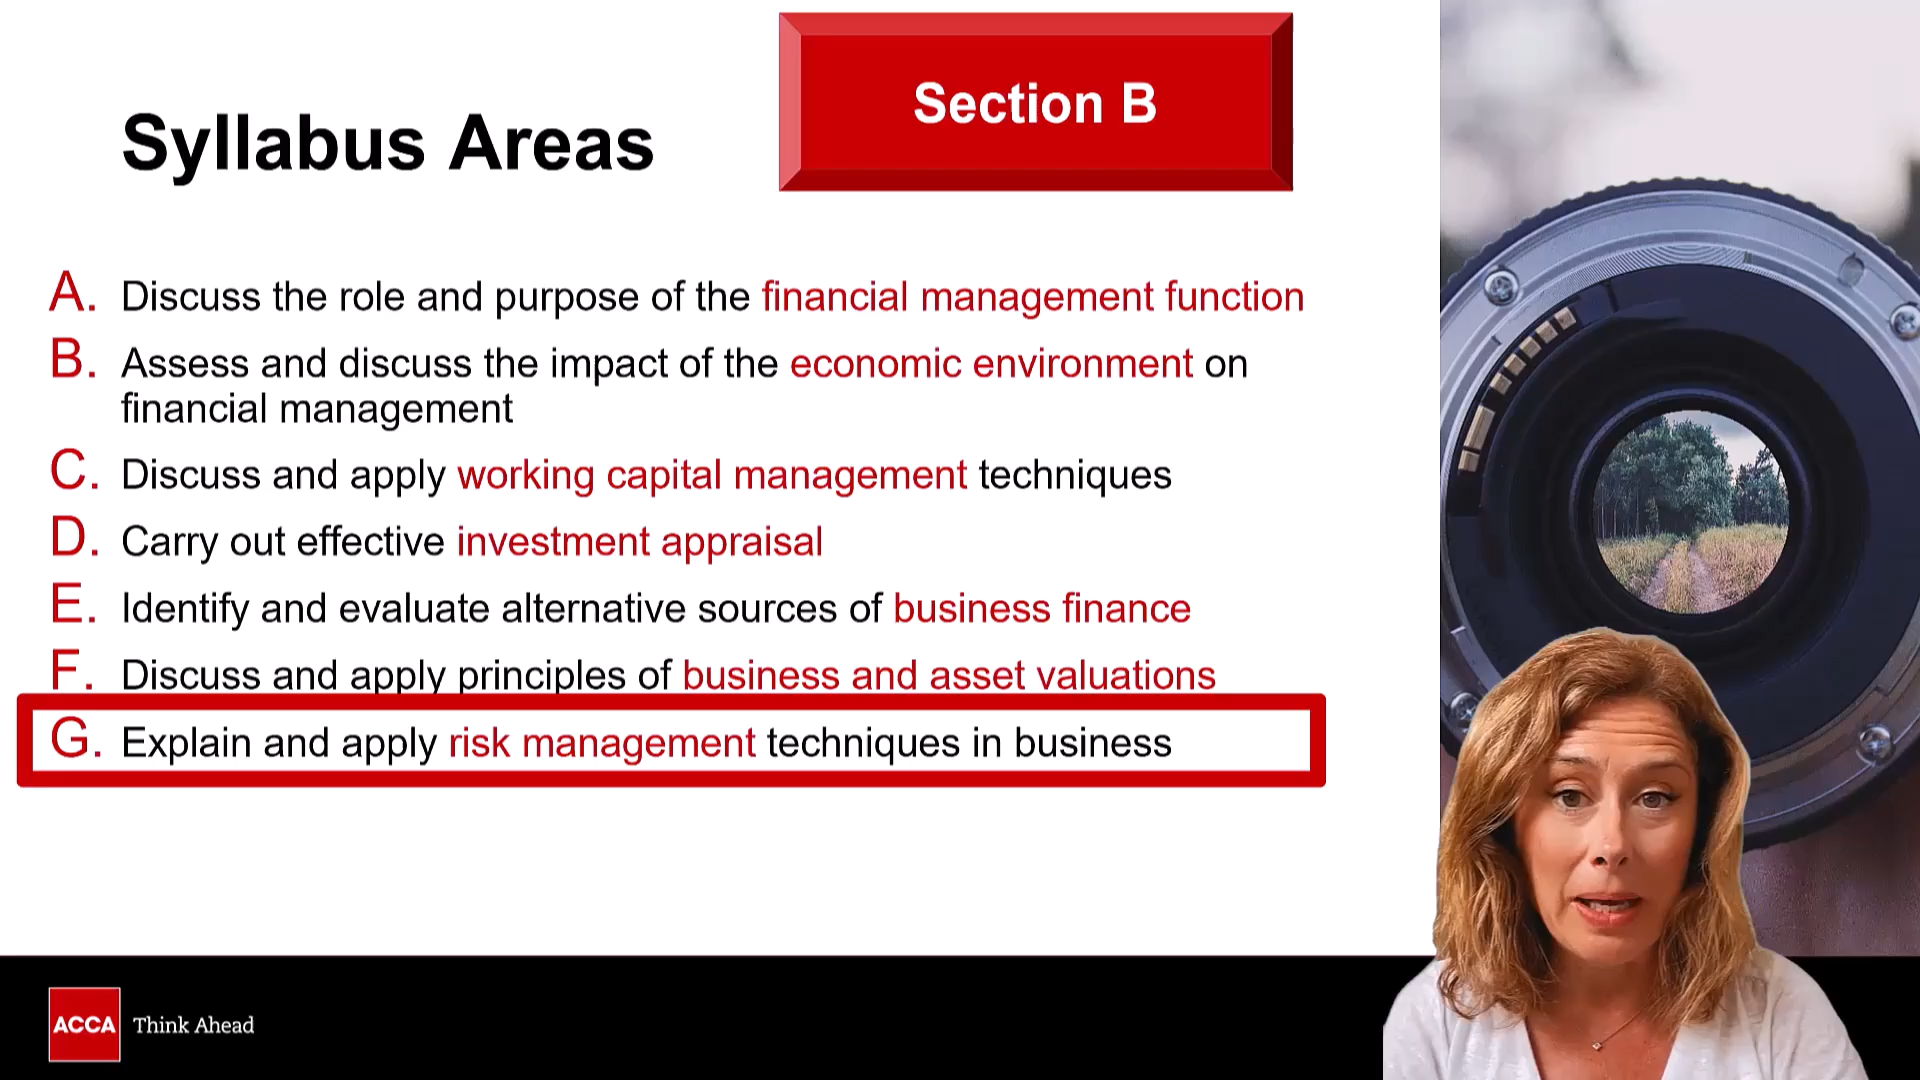 Section B
Syllabus Areas
A. Discuss the role and purpose of the financial management function
B. Assess and discuss the impact of the economic environment on
financial management
C. Discuss and apply working capital management techniques
D. Carry out effective investment appraisal
E. Identify and evaluate alternative sources of business finance
F. Discuss and apply principles of business and asset valuations
G. Explain and apply risk management techniques in business
ACCA Think Ahead